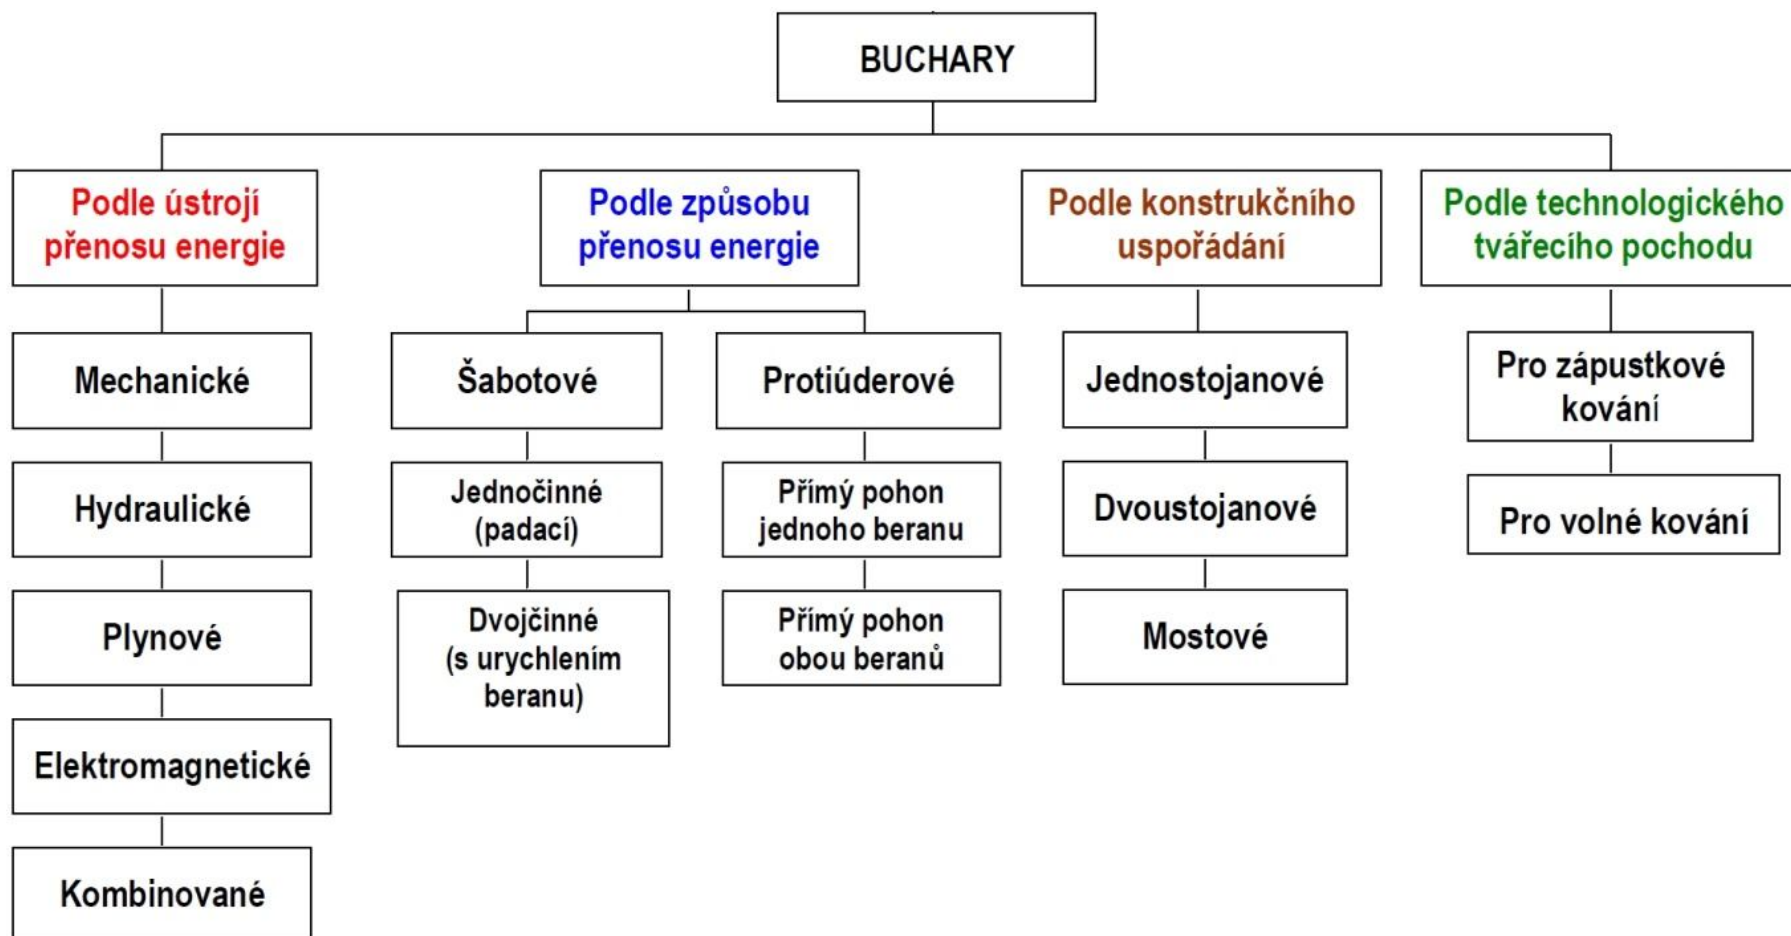 BUCHARY
Podle ústrojí
přenosu energie
Mechanické
Hydraulické
Plynové
Elektromagnetické
Kombinované
Podle způsobu
přenosu energie
Šabotové
Jednočinné
(padací)
Dvojčinné
(s urychlením
beranu)
Protiúderové
Přímý pohon
jednoho beranu
Přímý pohon
obou beranů
Podle konstrukčního
uspořádání
Jednostojanové
Dvoustojanové
Mostové
Podle technologického
tvářecího pochodu
Pro zápustkové
kování
Pro volné kování